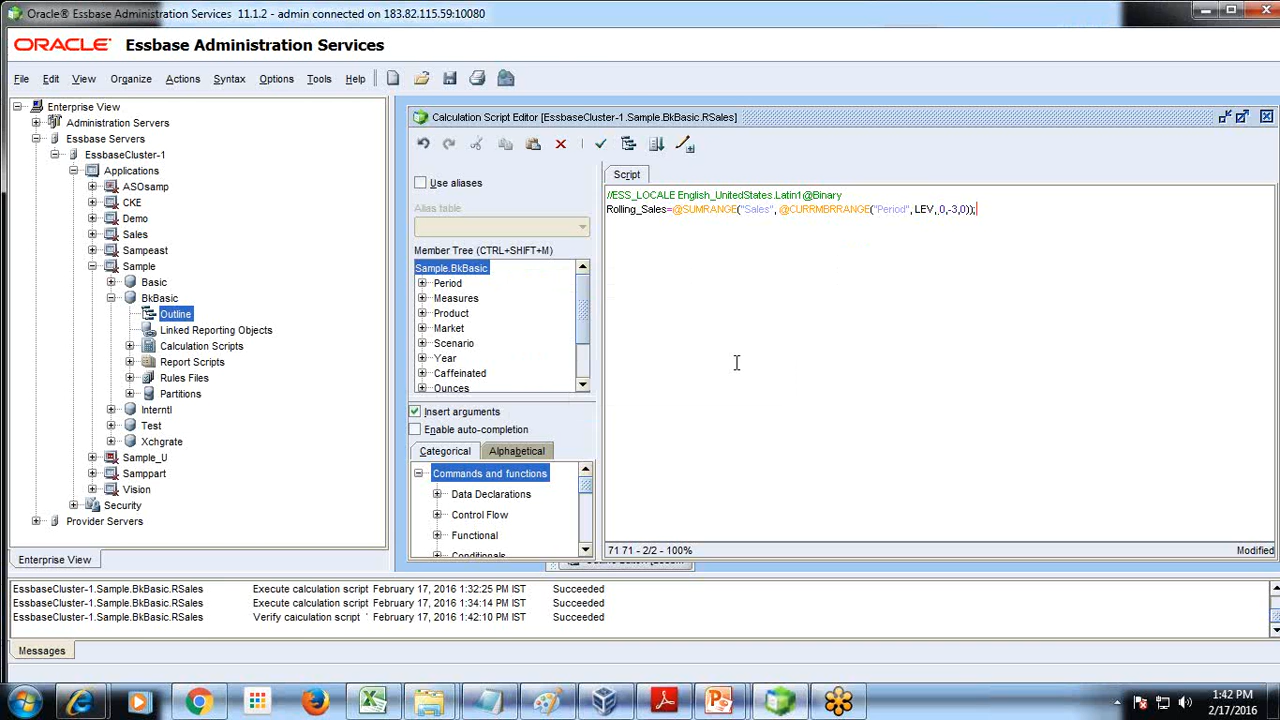 Oracle® Essbase Administration Services 11.1.2 - admin connected on 183.82.115.59:10080
ORACLE Essbase Administration Services
File Edit View Organize Actions Syntax Options Tools Help
Enterprise View
Administration Servers
Essbase Servers
EssbaseCluster-1
Applications
ASOsamp
CKE
Demo
Sales
Sampeast
Sample
Basic
BkBasic
Outline
Linked Reporting Objects
Calculation Scripts
Report Scripts
Rules Files
Partitions
Interntl
Test
Xchgrate
Sample_U
Samppart
Vision
Security
Provider Servers
Enterprise View
Calculation Script Editor [EssbaseCluster-1.Sample.BkBasic.RSales]
Use aliases
Alias table
Member Tree (CTRL+SHIFT+M)
Sample.BkBasic
Period
Measures
Product
Market
Scenario
Year
Caffeinated
Ounces
Insert arguments
Enable auto-completion
Categorical Alphabetical
Commands and functions
Data Declarations
Control Flow
Functional
Conditionals
Script
//ESS_LOCALE English_UnitedStates.Latin1@Binary
Rolling_Sales=@SUMRANGE("Sales", @CURRMBRRANGE("Period", LEV,,0,-3,0));
71 71 - 2/2 - 100% Modified
EssbaseCluster-1.Sample.BkBasic.RSales Execute calculation script February 17, 2016 1:32:25 PM IST Succeeded
EssbaseCluster-1.Sample.BkBasic.RSales Execute calculation script February 17, 2016 1:34:14 PM IST Succeeded
EssbaseCluster-1.Sample.BkBasic.RSales Verify calculation script February 17, 2016 1:42:10 PM IST Succeeded
Messages
1:42 PM
2/17/2016